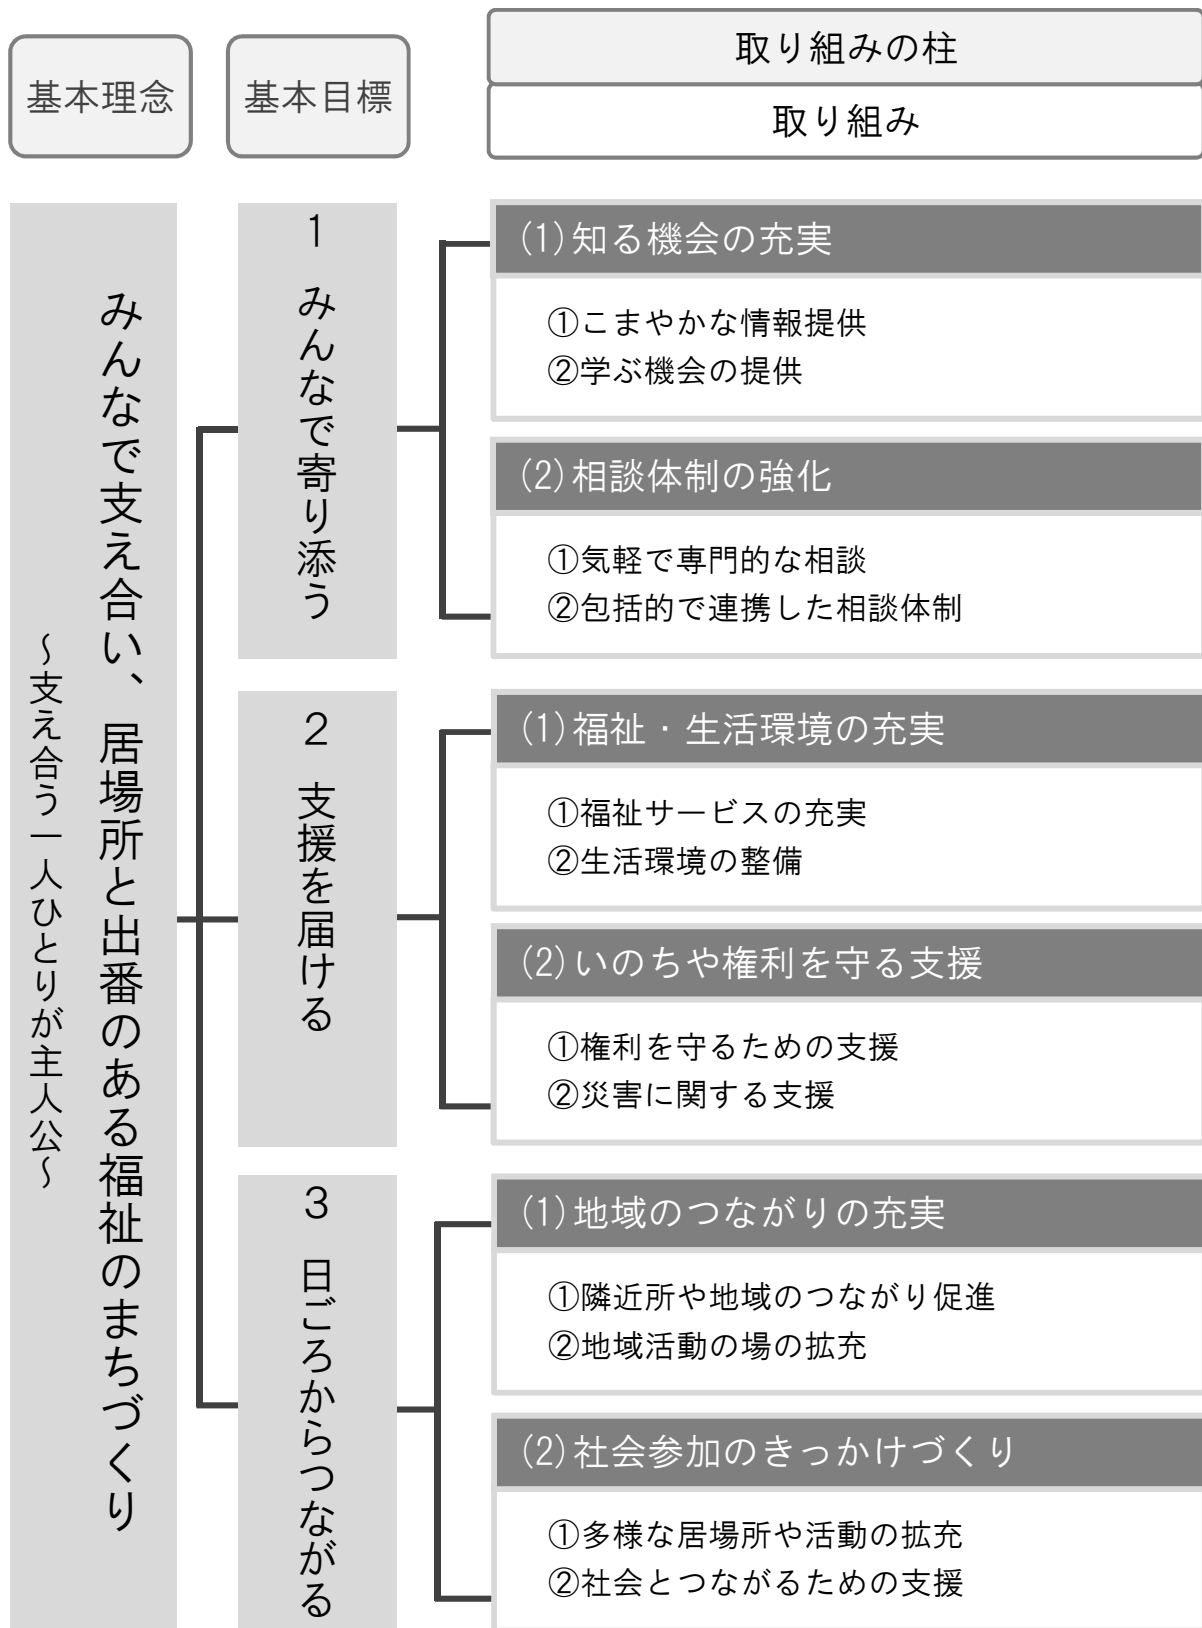 基本理念
基本目標
取り組みの柱
取り組み
みんなで支え合い、居場所と出番のある福祉のまちづくり
～支え合う一人ひとりが主人公～
1 みんなで寄り添う
(1)知る機会の充実
①こまやかな情報提供
②学ぶ機会の提供
(2)相談体制の強化
①気軽で専門的な相談
②包括的で連携した相談体制
2 支援を届ける
(1)福祉・生活環境の充実
①福祉サービスの充実
②生活環境の整備
(2)いのちや権利を守る支援
①権利を守るための支援
②災害に関する支援
3 日ごろからつながる
(1)地域のつながりの充実
①隣近所や地域のつながり促進
②地域活動の場の拡充
(2)社会参加のきっかけづくり
①多様な居場所や活動の拡充
②社会とつながるための支援